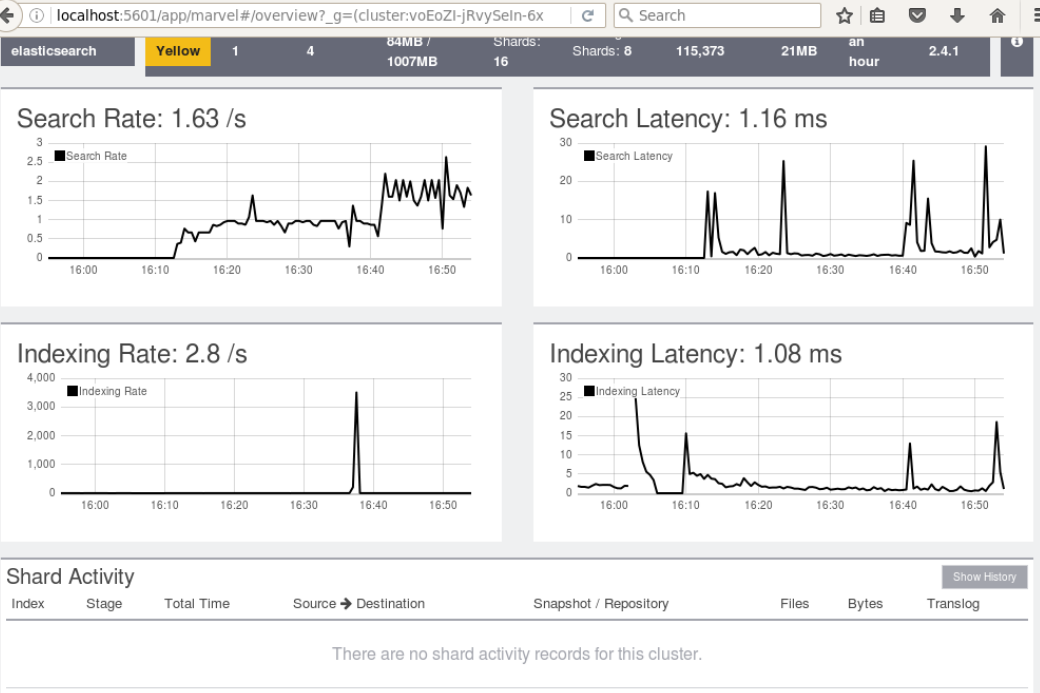 localhost:5601/app/marvel#/overview?_g=(cluster:voEoZI-jRvySeIn-6x
Search
elasticsearch
Yellow
1
4
84MB /
1007MB
Shards:
16
Shards: 8
115,373
21MB
an
hour
2.4.1
Search Rate: 1.63 /s
Search Rate
3
2.5
2
1.5
1
0.5
0
16:00 16:10 16:20 16:30 16:40 16:50
Search Latency: 1.16 ms
Search Latency
30
20
10
0
16:00 16:10 16:20 16:30 16:40 16:50
Indexing Rate: 2.8 /s
Indexing Rate
4,000
3,000
2,000
1,000
0
16:00 16:10 16:20 16:30 16:40 16:50
Indexing Latency: 1.08 ms
Indexing Latency
30
25
20
15
10
5
0
16:00 16:10 16:20 16:30 16:40 16:50
Shard Activity
Show History
Index Stage Total Time Source → Destination Snapshot / Repository Files Bytes Translog
There are no shard activity records for this cluster.